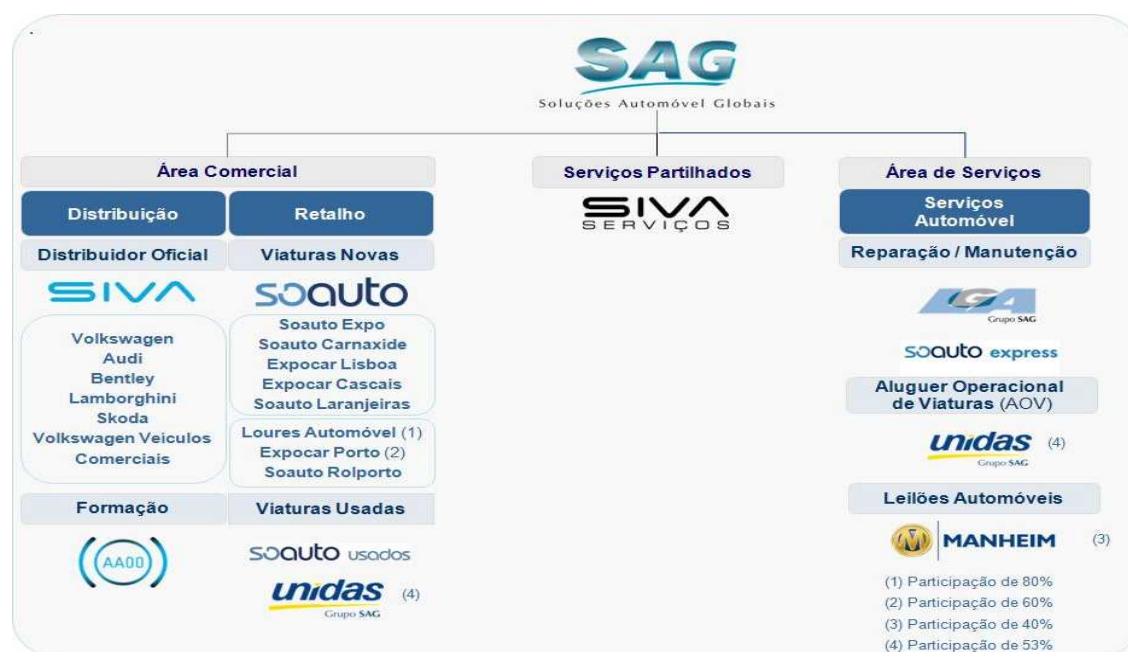 SAG
Soluções Automóvel Globais
Área Comercial
Distribuição
Retalho
Distribuidor Oficial
Viaturas Novas
SIVA
soauto
Volkswagen
Audi
Bentley
Lamborghini
Skoda
Volkswagen Veiculos
Comerciais
Soauto Expo
Soauto Carnaxide
Expocar Lisboa
Expocar Cascais
Soauto Laranjeiras
Loures Automóvel (1)
Expocar Porto (2)
Soauto Rolporto
Formação
Viaturas Usadas
AA00
soauto usados
unidas (4)
Grupo SAG
Serviços Partilhados
SIVA
SERVIÇOS
Área de Serviços
Serviços
Automóvel
Reparação / Manutenção
LGA
Grupo SAG
soauto express
Aluguer Operacional
de Viaturas (AOV)
unidas (4)
Grupo SAG
Leilões Automóveis
MANHEIM (3)
(1) Participação de 80%
(2) Participação de 60%
(3) Participação de 40%
(4) Participação de 53%